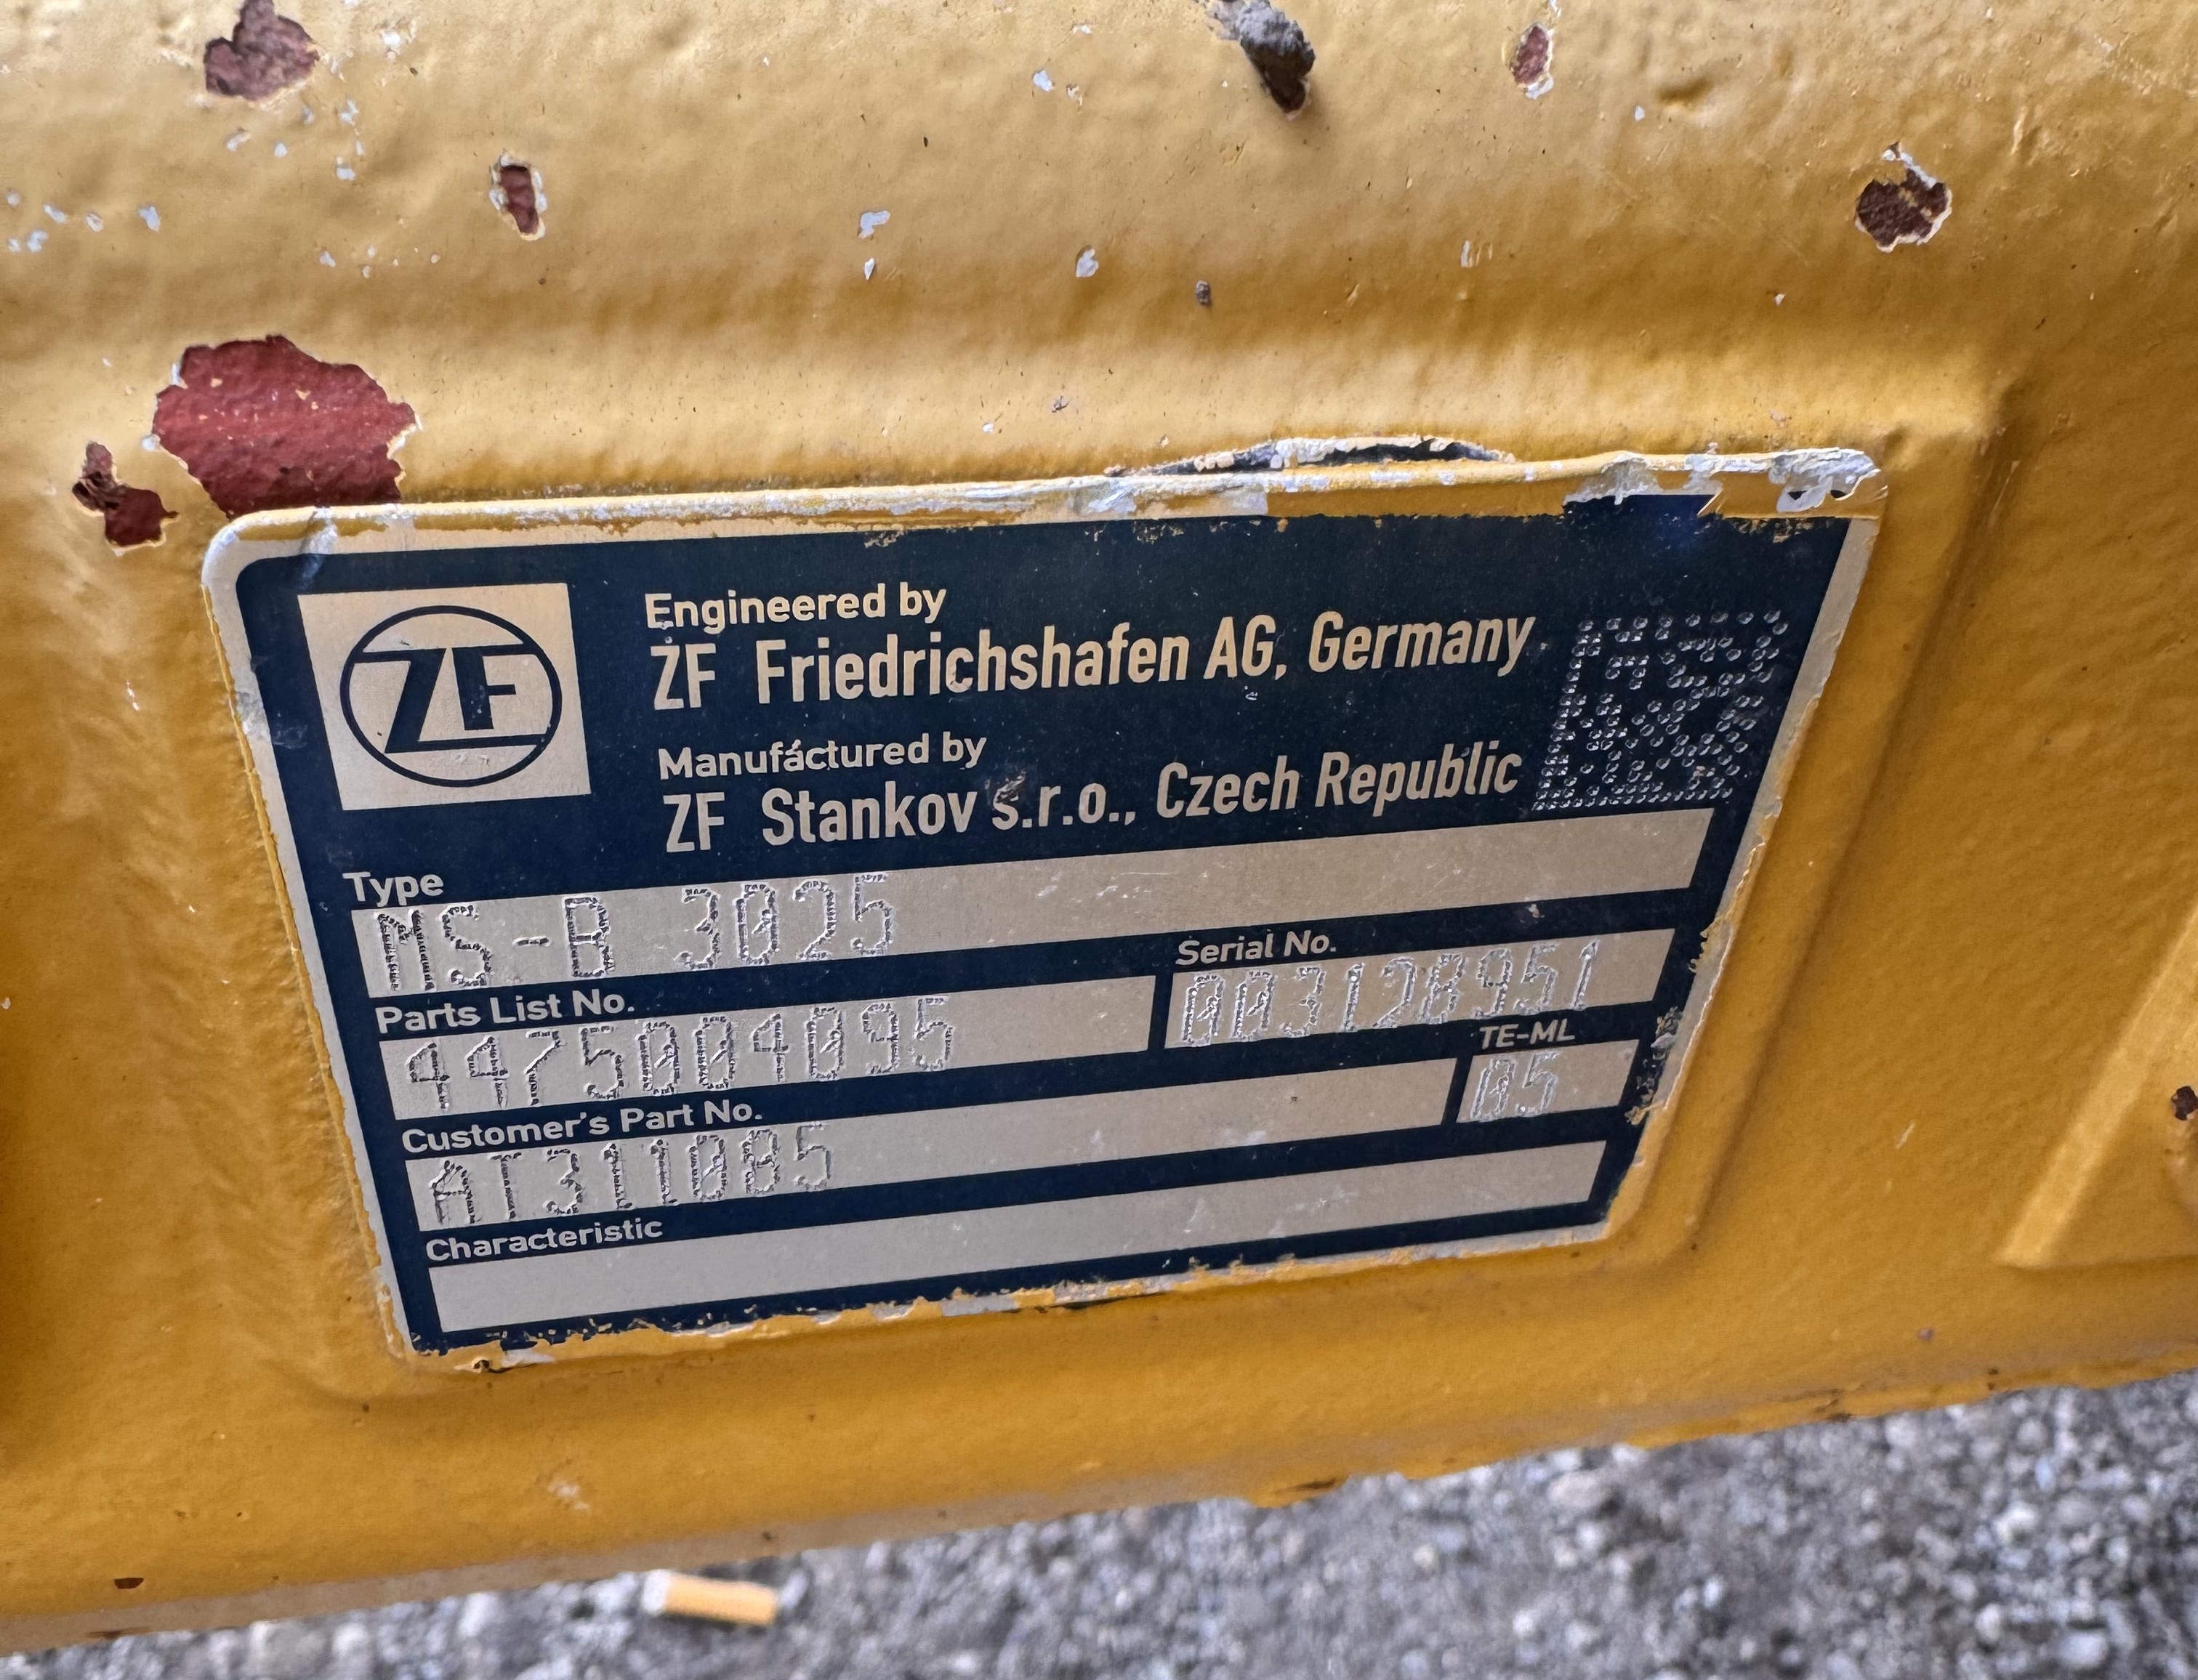 ZF
Engineered by
ZF Friedrichshafen AG, Germany
Manufactured by
ZF Stankov s.r.o., Czech Republic
Type
MS-B 3025
Parts List No.
4475004095
Serial No.
003128951
TE-ML
05
Customer's Part No.
AT311085
Characteristic